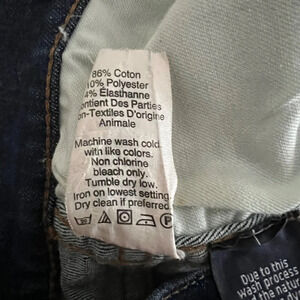 86% Coton
10% Polyester
4% Élasthanne
Contient Des Parties
Non-Textiles D'origine
Animale
Machine wash cold
with like colors.
Non chlorine
bleach only.
Tumble dry low.
Iron on lowest setting
Dry clean if preferred
Due to this
wash process
the natur